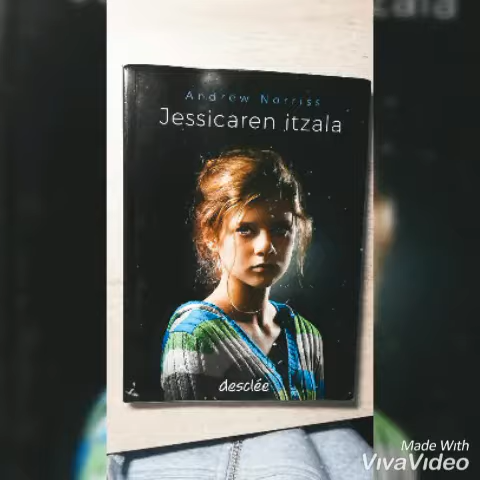 Andrew Norriss
Jessicaren itzala
desclée
Made With
VivaVideo